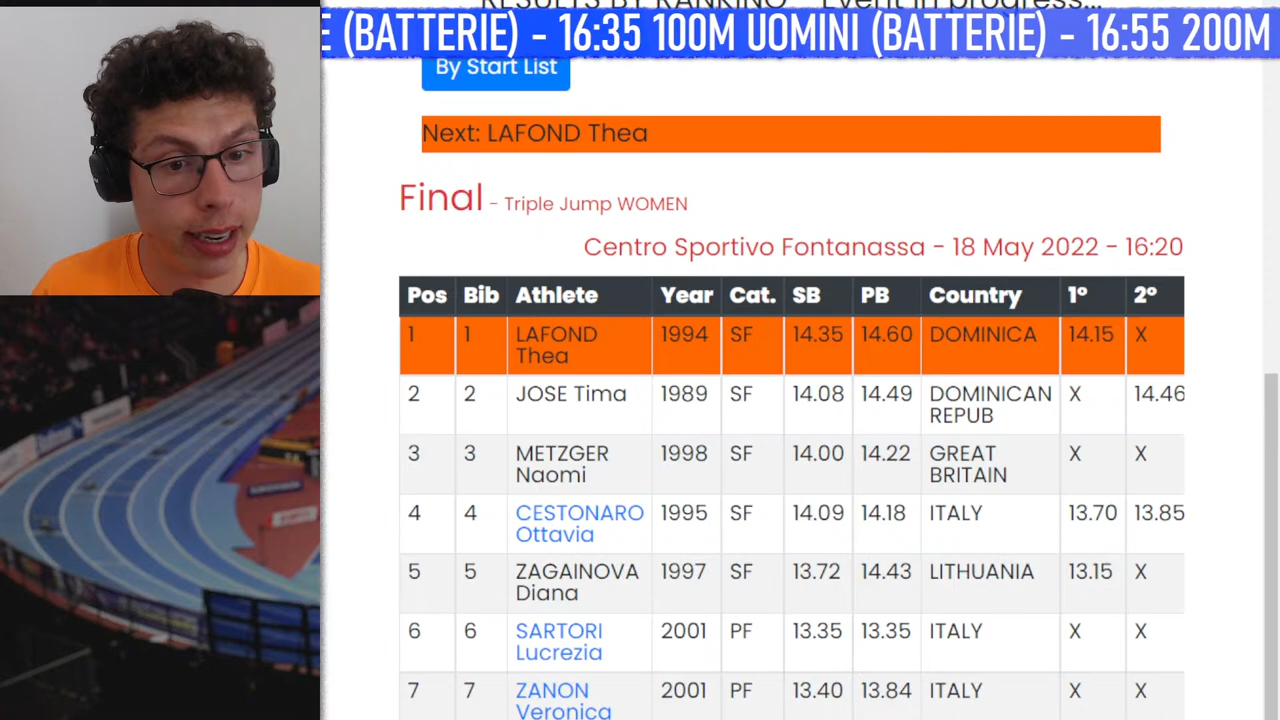 RESULTS BY RANKING - Event in progress...
E (BATTERIE) - 16:35 100M UOMINI (BATTERIE) - 16:55 200M
By Start List
Next: LAFOND Thea
Final - Triple Jump WOMEN
Centro Sportivo Fontanassa - 18 May 2022 - 16:20
Pos Bib Athlete Year Cat. SB PB Country 1° 2°
1 1 LAFOND Thea 1994 SF 14.35 14.60 DOMINICA 14.15 X
2 2 JOSE Tima 1989 SF 14.08 14.49 DOMINICAN REPUB X 14.46
3 3 METZGER Naomi 1998 SF 14.00 14.22 GREAT BRITAIN X X
4 4 CESTONARO Ottavia 1995 SF 14.09 14.18 ITALY 13.70 13.85
5 5 ZAGAINOVA Diana 1997 SF 13.72 14.43 LITHUANIA 13.15 X
6 6 SARTORI Lucrezia 2001 PF 13.35 13.35 ITALY X X
7 7 ZANON Veronica 2001 PF 13.40 13.84 ITALY X X